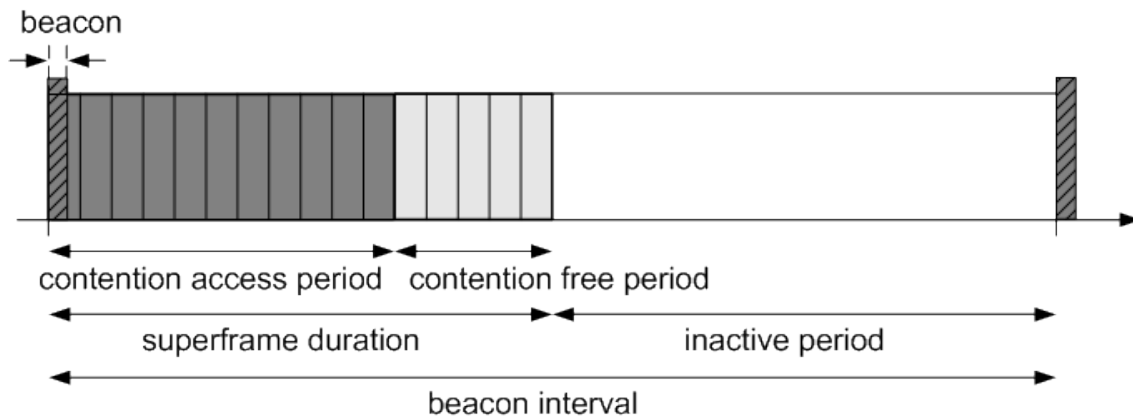 beacon
contention access period
contention free period
superframe duration
inactive period
beacon interval